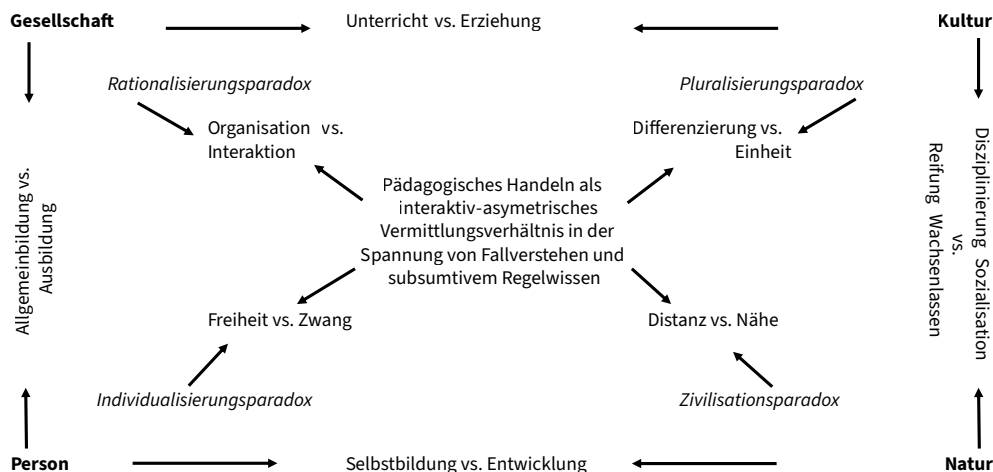 Gesellschaft
Unterricht vs. Erziehung
Kultur
Rationalisierungsparadox
Pluralisierungsparadox
Organisation vs.
Interaktion
Differenzierung vs.
Einheit
Allgemeinbildung vs.
Ausbildung
Pädagogisches Handeln als
interaktiv-asymetrisches
Vermittlungsverhältnis in der
Spannung von Fallverstehen und
subsumtivem Regelwissen
Disziplinierung Sozialisation
vs.
Reifung Wachsenlassen
Freiheit vs. Zwang
Distanz vs. Nähe
Individualisierungsparadox
Zivilisationsparadox
Person
Selbstbildung vs. Entwicklung
Natur